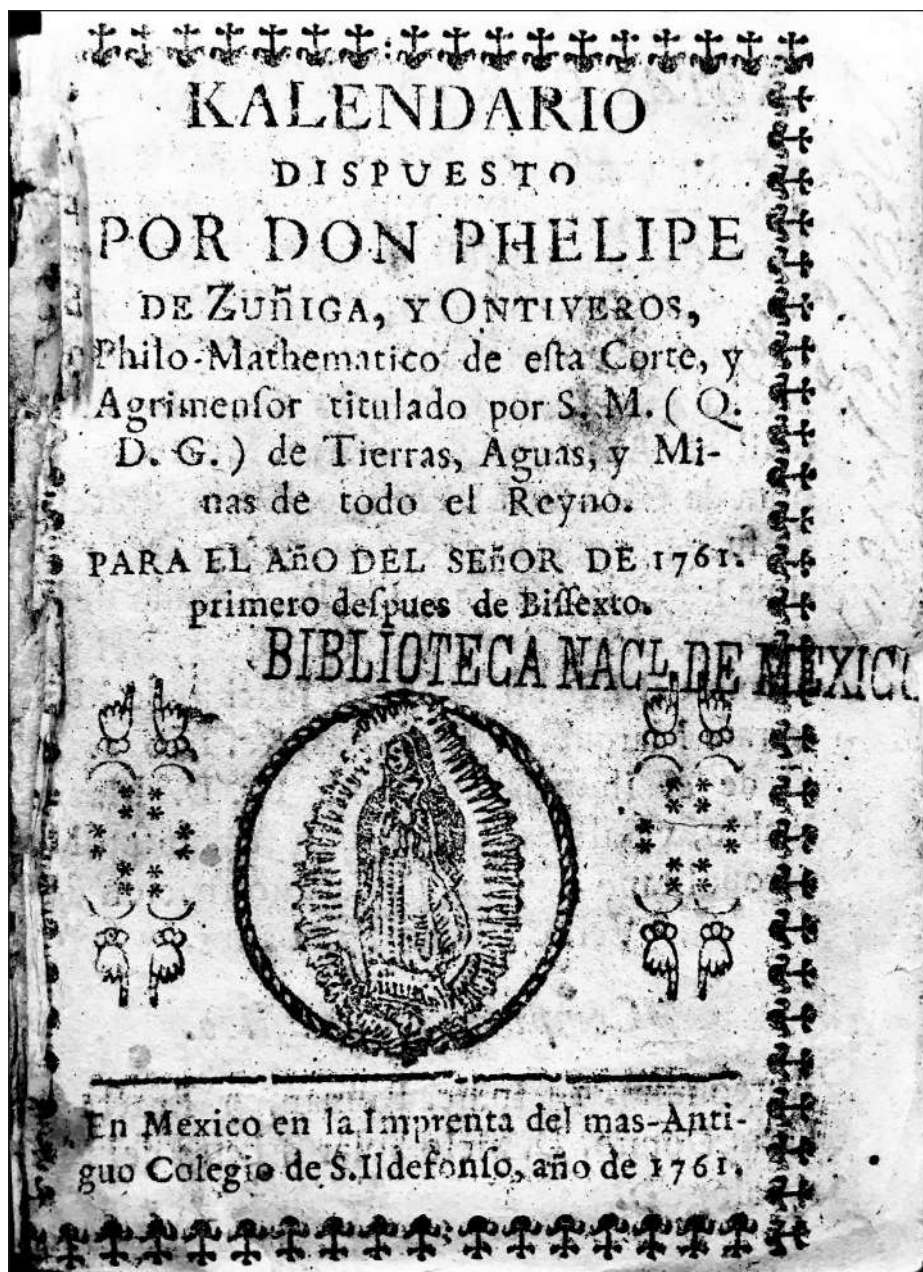 KALENDARIO
DISPUESTO
POR DON PHELIPE
DE ZUñIGA, Y ONTIVEROS,
Philo-Mathematico de eſta Corte, y
Agrimenſor titulado por S. M. ( Q.
D. G. ) de Tierras, Aguas, y Mi-
nas de todo el Reyno.
PARA EL AñO DEL SEñOR DE 1761.
primero deſpues de Biſſexto.
BIBLIOTECA NACL. DE MEXICO
En Mexico en la Imprenta del mas-Anti-
guo Colegio de S. Ildefonſo, año de 1761.